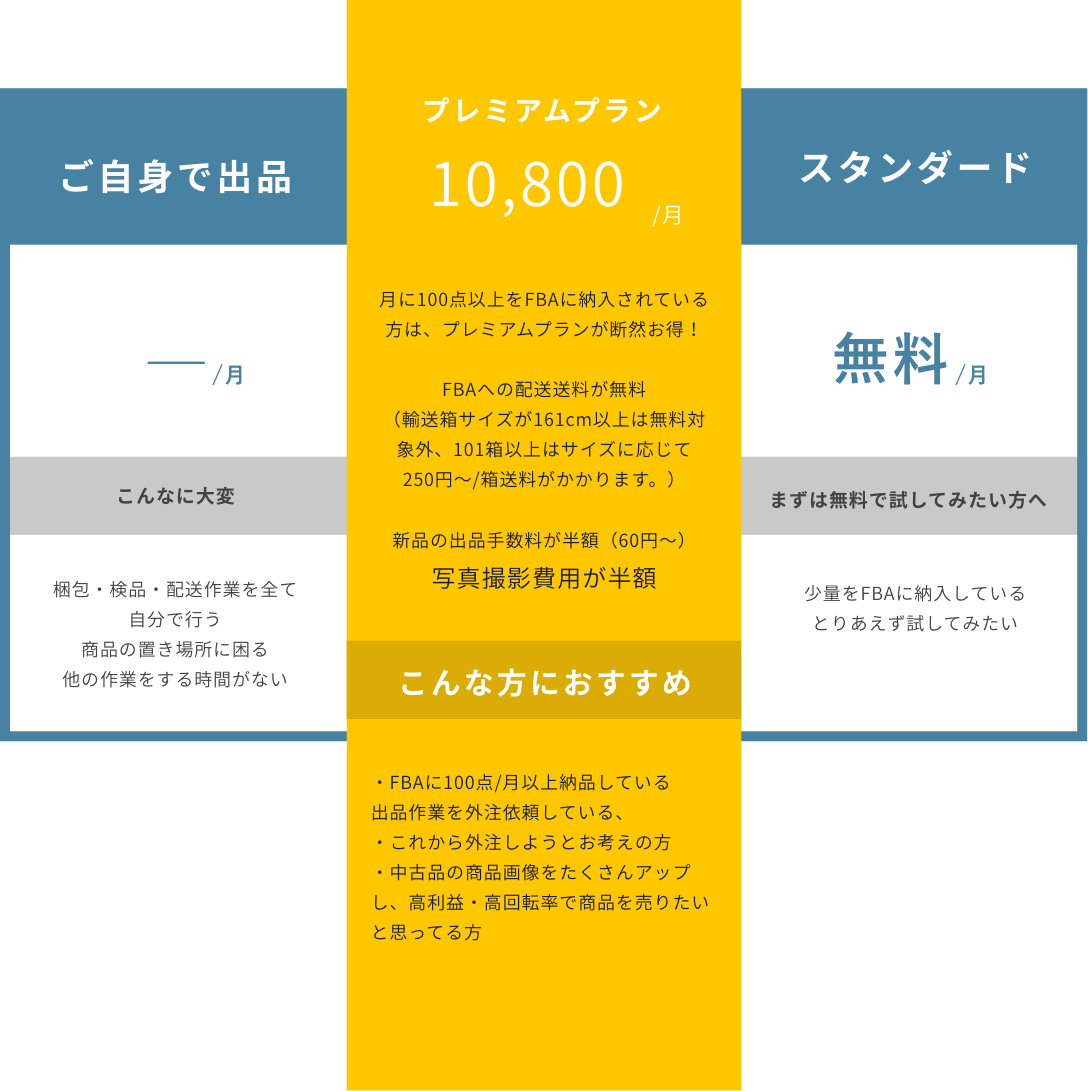 ご自身で出品
— /月
こんなに大変
梱包・検品・配送作業を全て
自分で行う
商品の置き場所に困る
他の作業をする時間がない
プレミアムプラン
10,800 /月
月に100点以上をFBAに納入されている
方は、プレミアムプランが断然お得！
FBAへの配送送料が無料
（輸送箱サイズが161cm以上は無料対
象外、101箱以上はサイズに応じて
250円〜/箱送料がかかります。）
新品の出品手数料が半額（60円〜）
写真撮影費用が半額
こんな方におすすめ
・FBAに100点/月以上納品している
出品作業を外注依頼している、
・これから外注しようとお考えの方
・中古品の商品画像をたくさんアップ
し、高利益・高回転率で商品を売りたい
と思ってる方
スタンダード
無料 /月
まずは無料で試してみたい方へ
少量をFBAに納入している
とりあえず試してみたい